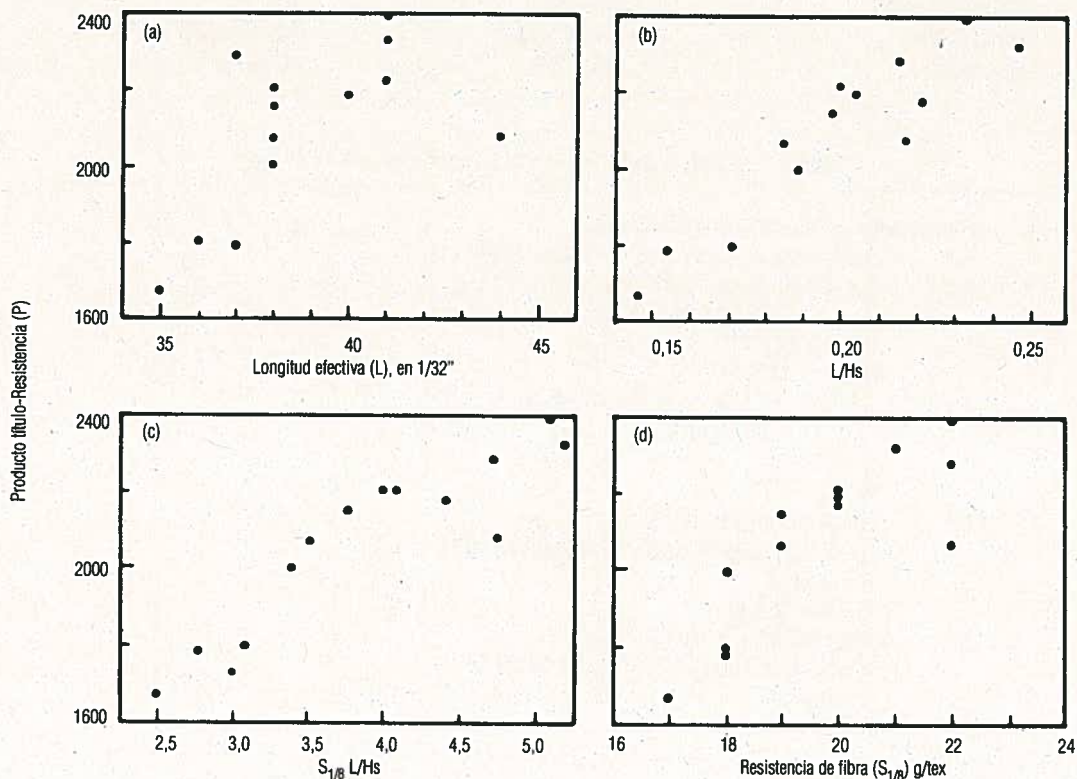 Producto título-Resistencia (P)
(a)
2400
2000
1600
35
40
45
Longitud efectiva (L), en 1/32"
(b)
0,15
0,20
0,25
L/Hs
(c)
2400
2000
1600
2,5
3,0
3,5
4,0
4,5
5,0
S1/8 L/Hs
(d)
16
18
20
22
24
Resistencia de fibra (S1/8) g/tex